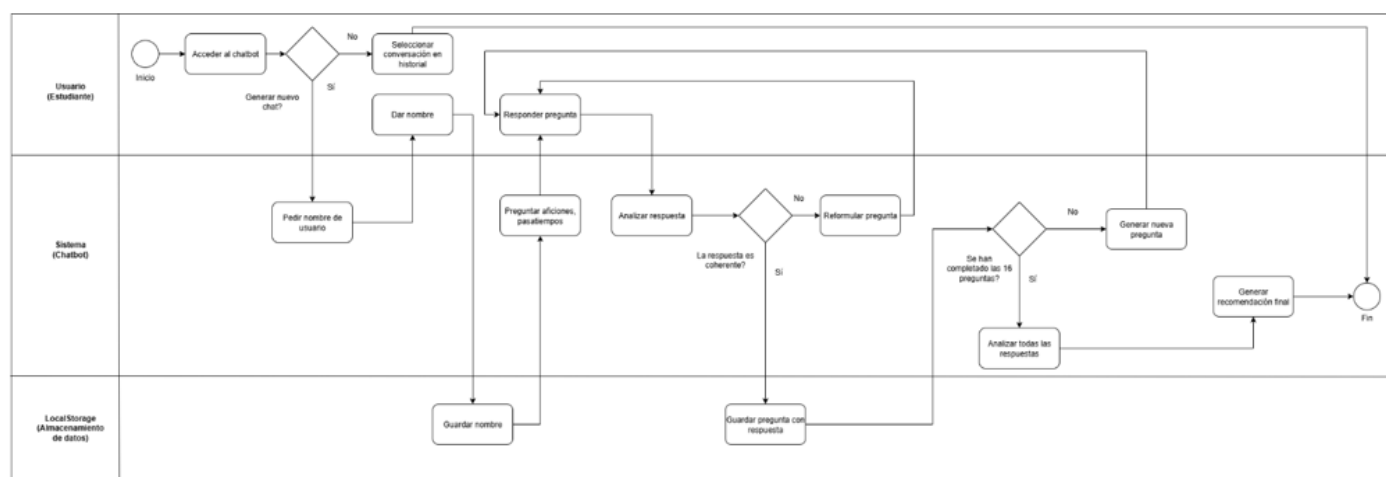 Usuario
(Estudiante)
Inicio
Acceder al chatbot
Generar nuevo
chat?
No
Sí
Seleccionar
conversación en
historial
Dar nombre
Responder pregunta
Sistema
(Chatbot)
Pedir nombre de
usuario
Preguntar aficiones,
pasatiempos
Analizar respuesta
La respuesta es
coherente?
No
Sí
Reformular pregunta
Se han
completado las 16
preguntas?
No
Sí
Generar nueva
pregunta
Analizar todas las
respuestas
Generar
recomendación final
Fin
LocalStorage
(Almacenamiento
de datos)
Guardar nombre
Guardar pregunta con
respuesta